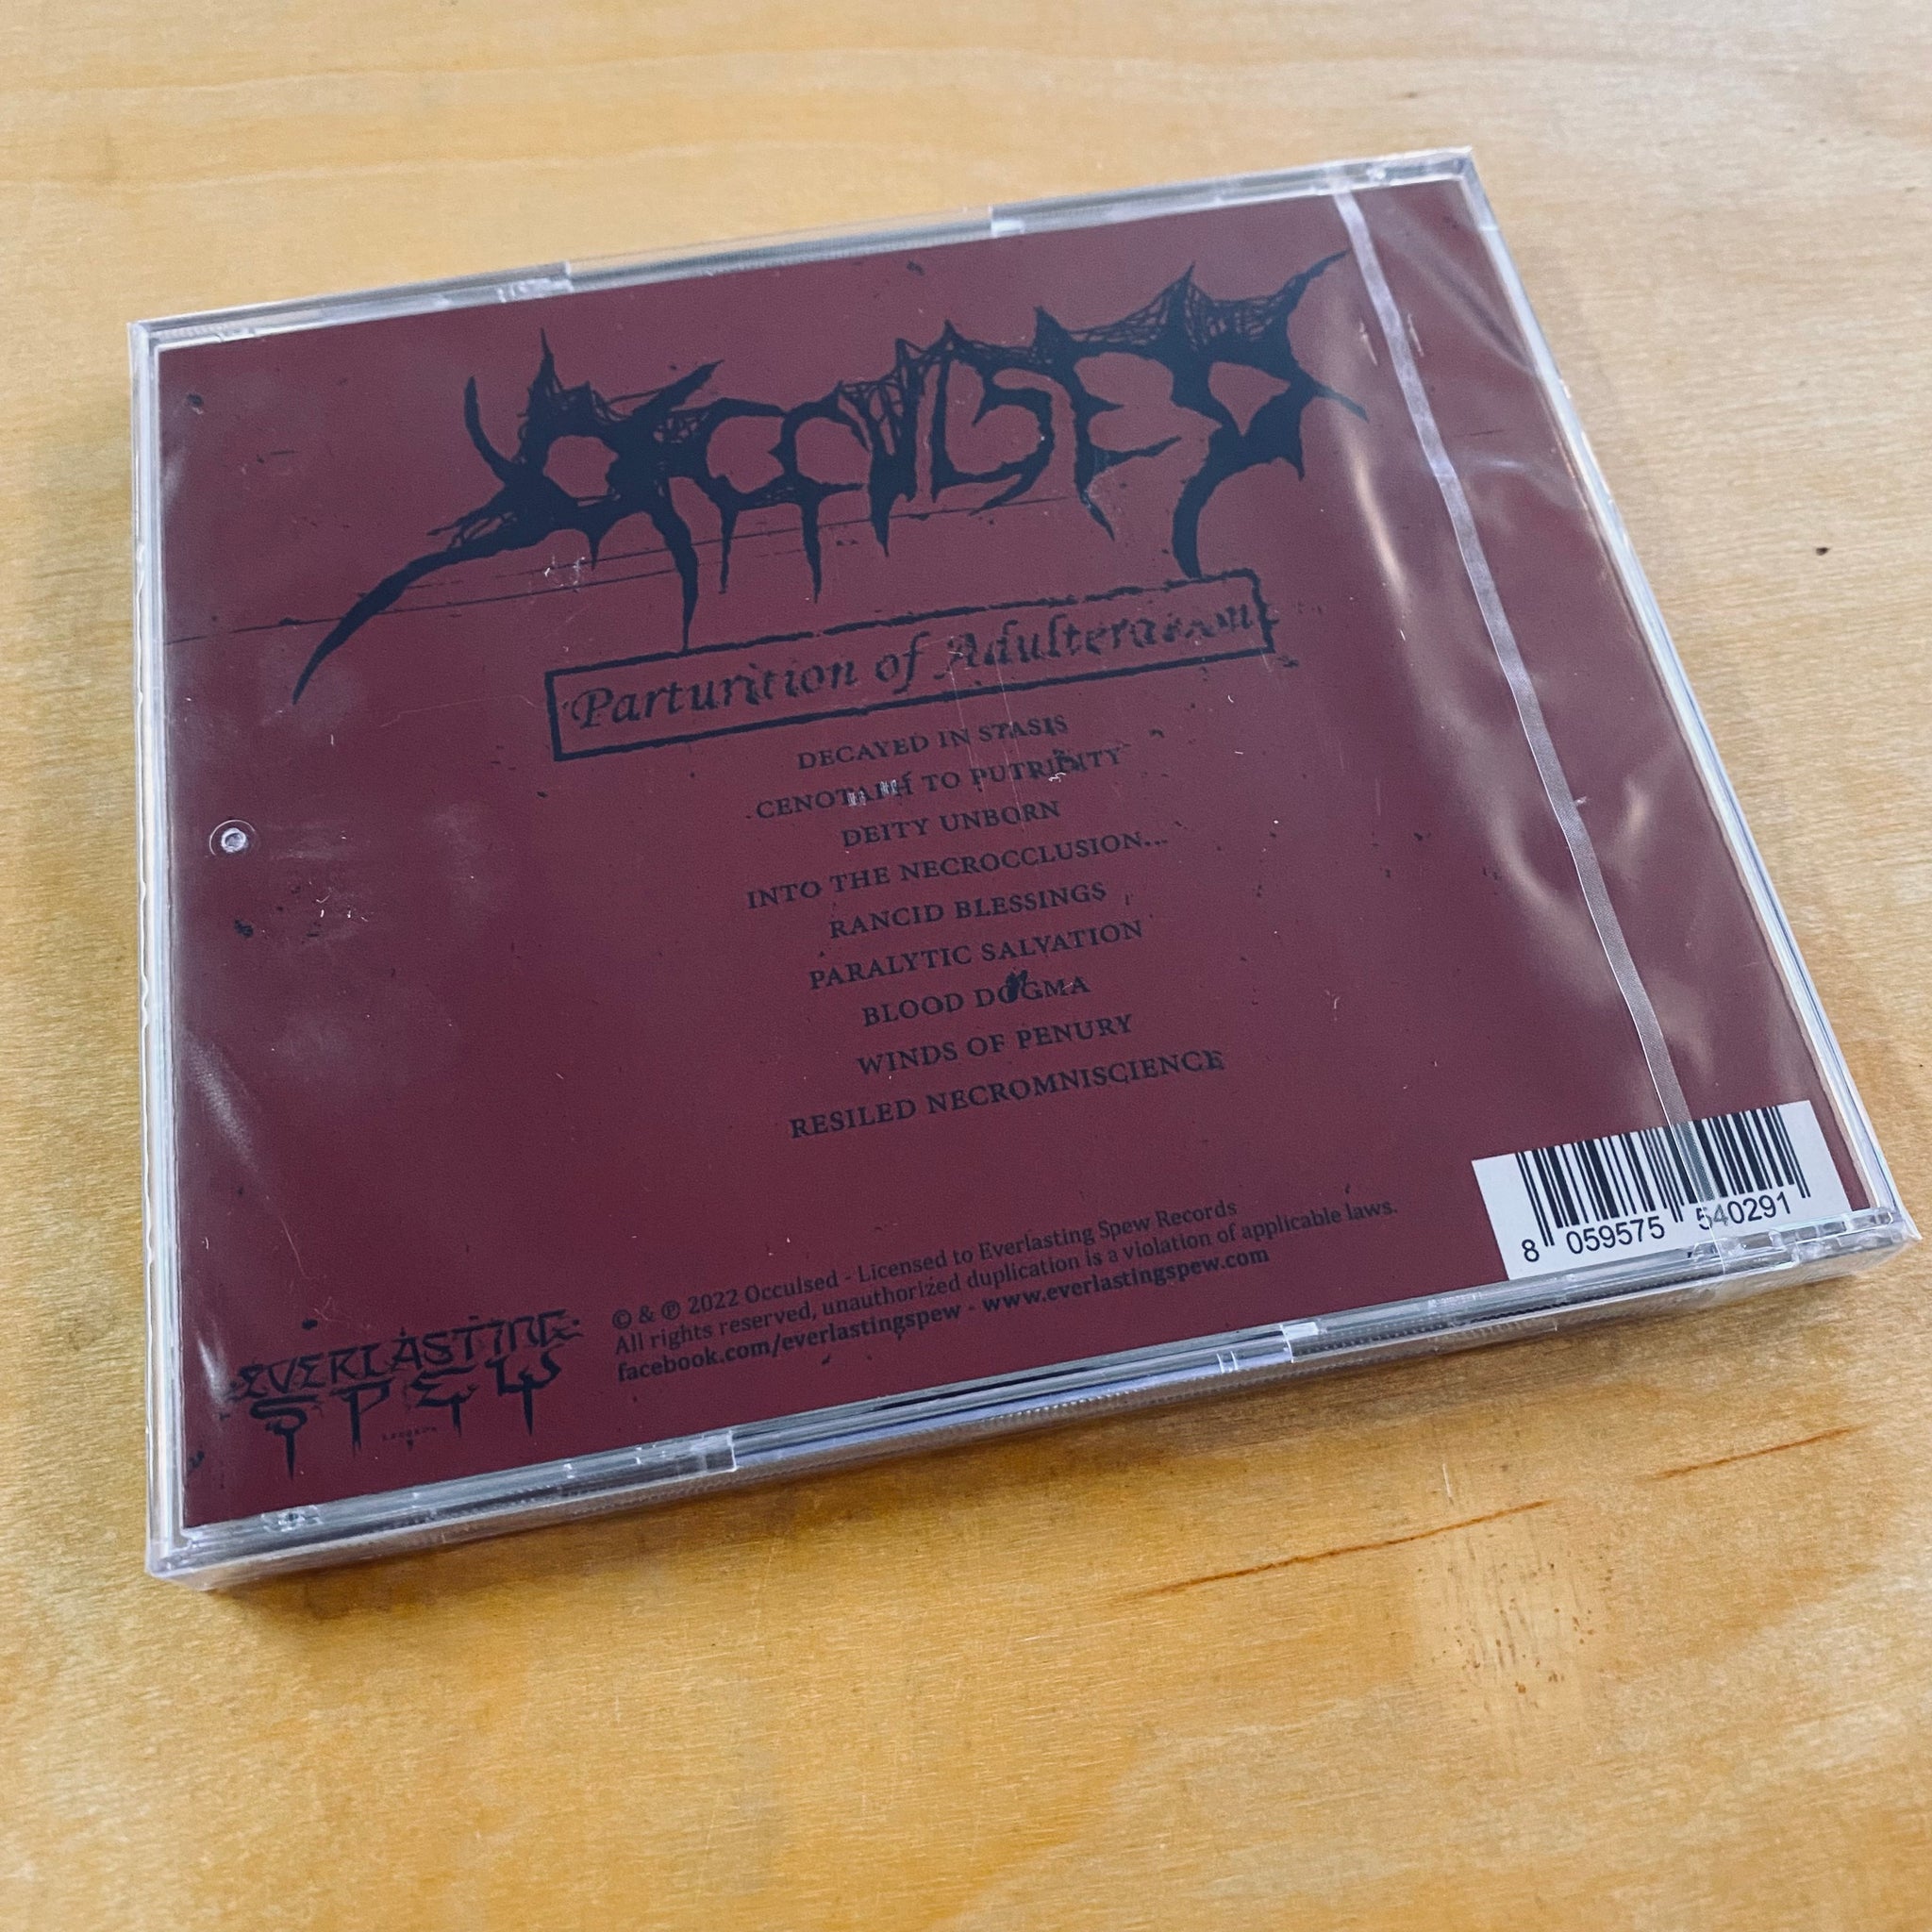 OCCULSED
Parturition of Adulteration
DECAYED IN STASIS
CENOTAPH TO PUTRIDITY
DEITY UNBORN
INTO THE NECROCCLUSION...
RANCID BLESSINGS
PARALYTIC SALVATION
BLOOD DOGMA
WINDS OF PENURY
RESILED NECROMNISCIENCE
EVERLASTING
SPEW
RECORDS
© & ℗ 2022 Occulsed - Licensed to Everlasting Spew Records
All rights reserved, unauthorized duplication is a violation of applicable laws.
facebook.com/everlastingspew - www.everlastingspew.com
8 059575 540291